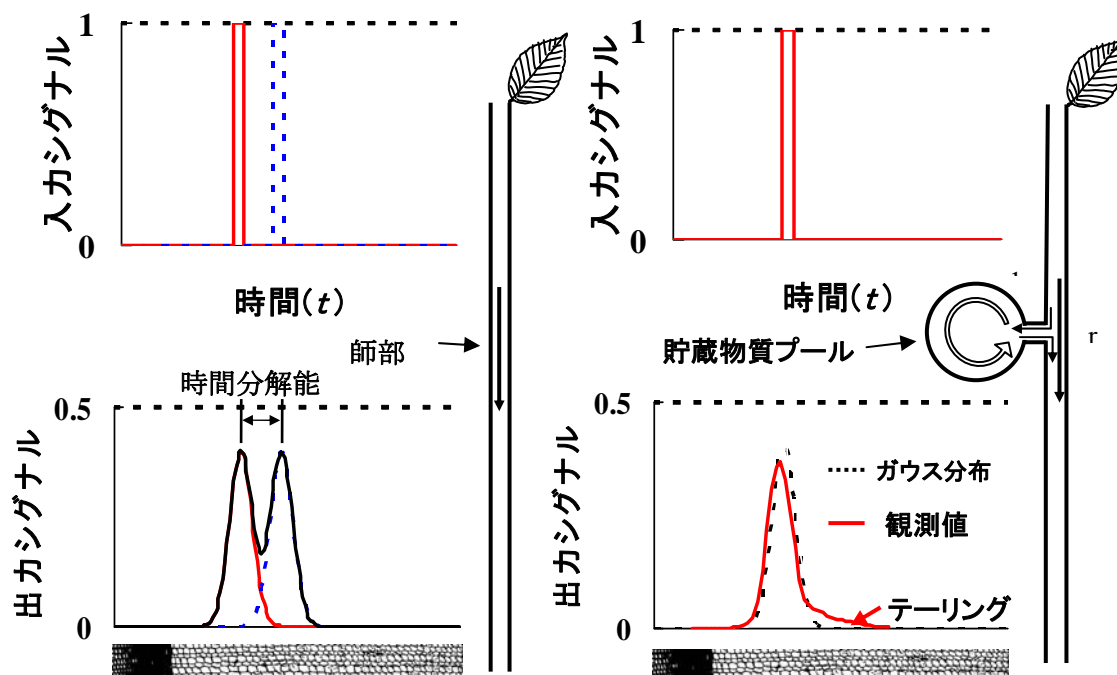 1
入力シグナル
0
時間(t)
師部
時間分解能
0.5
出力シグナル
0
1
入力シグナル
0
時間(t)
貯蔵物質プール
r
0.5
出力シグナル
ガウス分布
観測値
テーリング
0